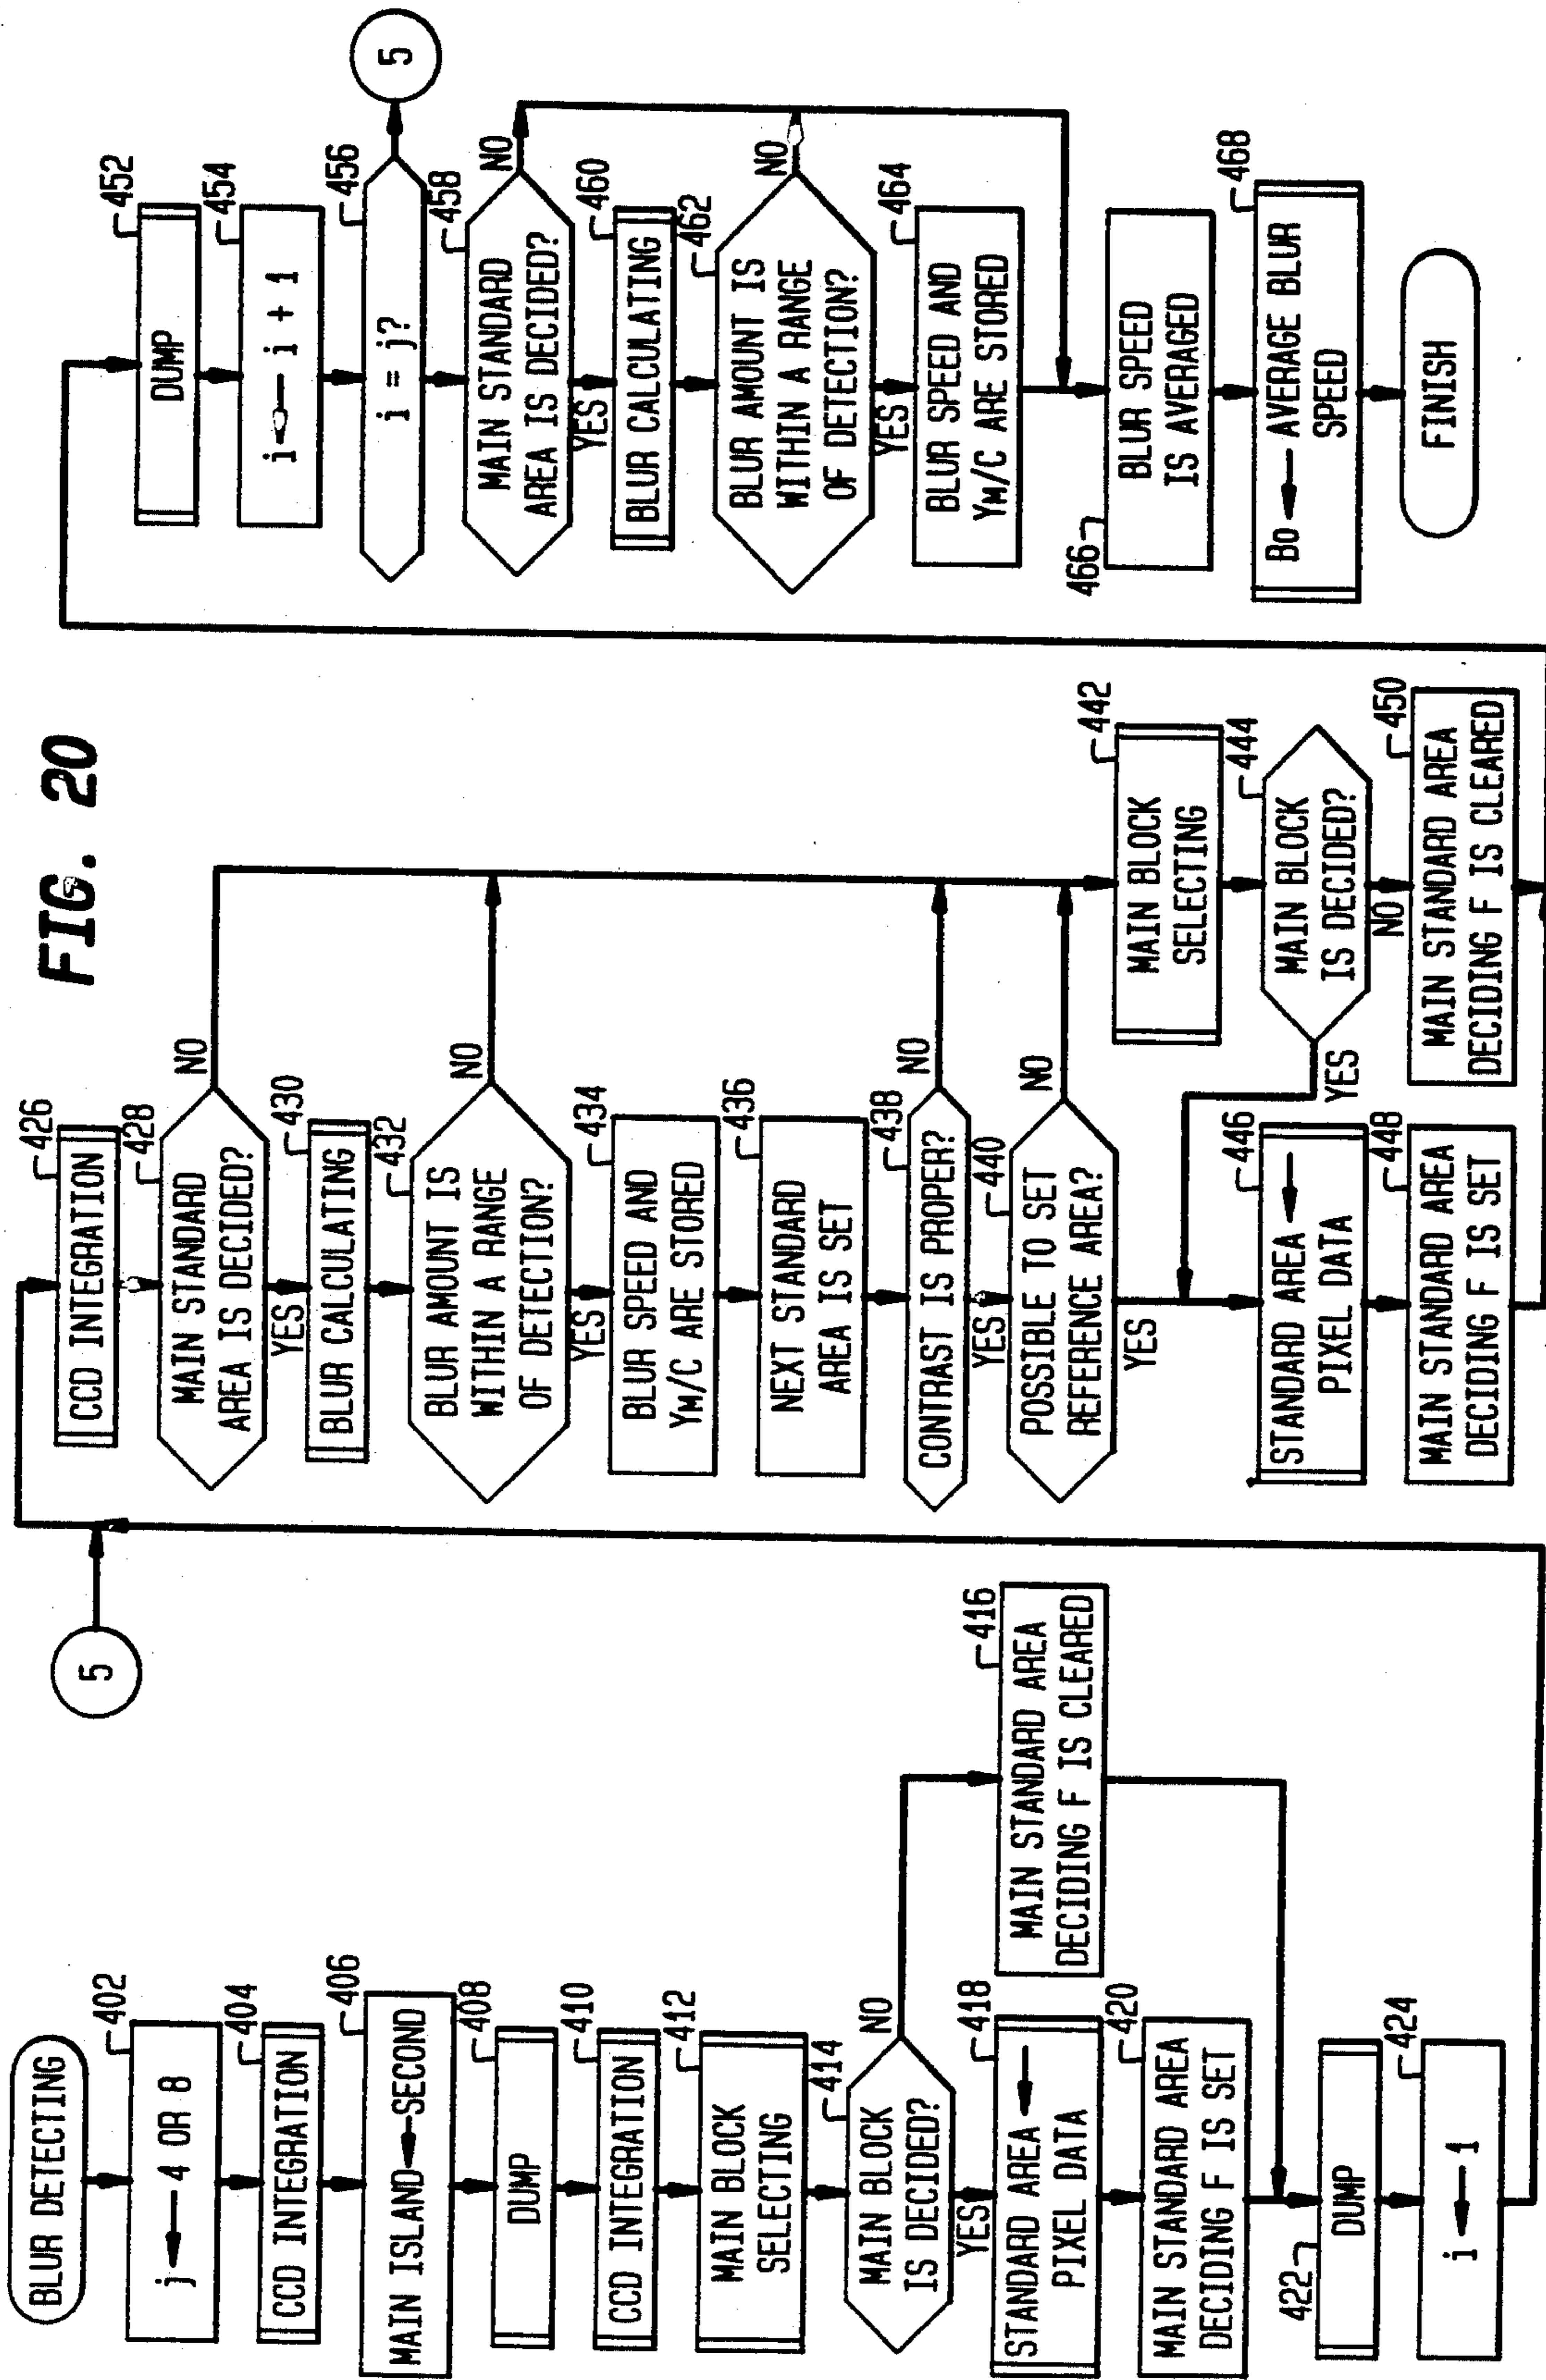 FIG. 20
BLUR DETECTING
402
j ← 4 OR 8
404
CCD INTEGRATION
406
MAIN ISLAND←SECOND
408
DUMP
410
CCD INTEGRATION
412
MAIN BLOCK
SELECTING
414
MAIN BLOCK
IS DECIDED?
NO
YES
416
MAIN STANDARD AREA
DECIDING F IS CLEARED
418
STANDARD AREA ←
PIXEL DATA
420
MAIN STANDARD AREA
DECIDING F IS SET
422
DUMP
424
i ← 1
5
426
CCD INTEGRATION
428
MAIN STANDARD
AREA IS DECIDED?
NO
YES
430
BLUR CALCULATING
432
BLUR AMOUNT IS
WITHIN A RANGE
OF DETECTION?
NO
YES
434
BLUR SPEED AND
YM/C ARE STORED
436
NEXT STANDARD
AREA IS SET
438
CONTRAST IS PROPER?
NO
YES
440
POSSIBLE TO SET
REFERENCE AREA?
NO
YES
442
MAIN BLOCK
SELECTING
444
MAIN BLOCK
IS DECIDED?
YES
NO
446
STANDARD AREA ←
PIXEL DATA
448
MAIN STANDARD AREA
DECIDING F IS SET
450
MAIN STANDARD AREA
DECIDING F IS CLEARED
452
DUMP
454
i ← i + 1
456
i = j?
5
458
MAIN STANDARD
AREA IS DECIDED?
NO
YES
460
BLUR CALCULATING
462
BLUR AMOUNT IS
WITHIN A RANGE
OF DETECTION?
NO
YES
464
BLUR SPEED AND
YM/C ARE STORED
466
BLUR SPEED
IS AVERAGED
468
Bo ← AVERAGE BLUR
SPEED
FINISH